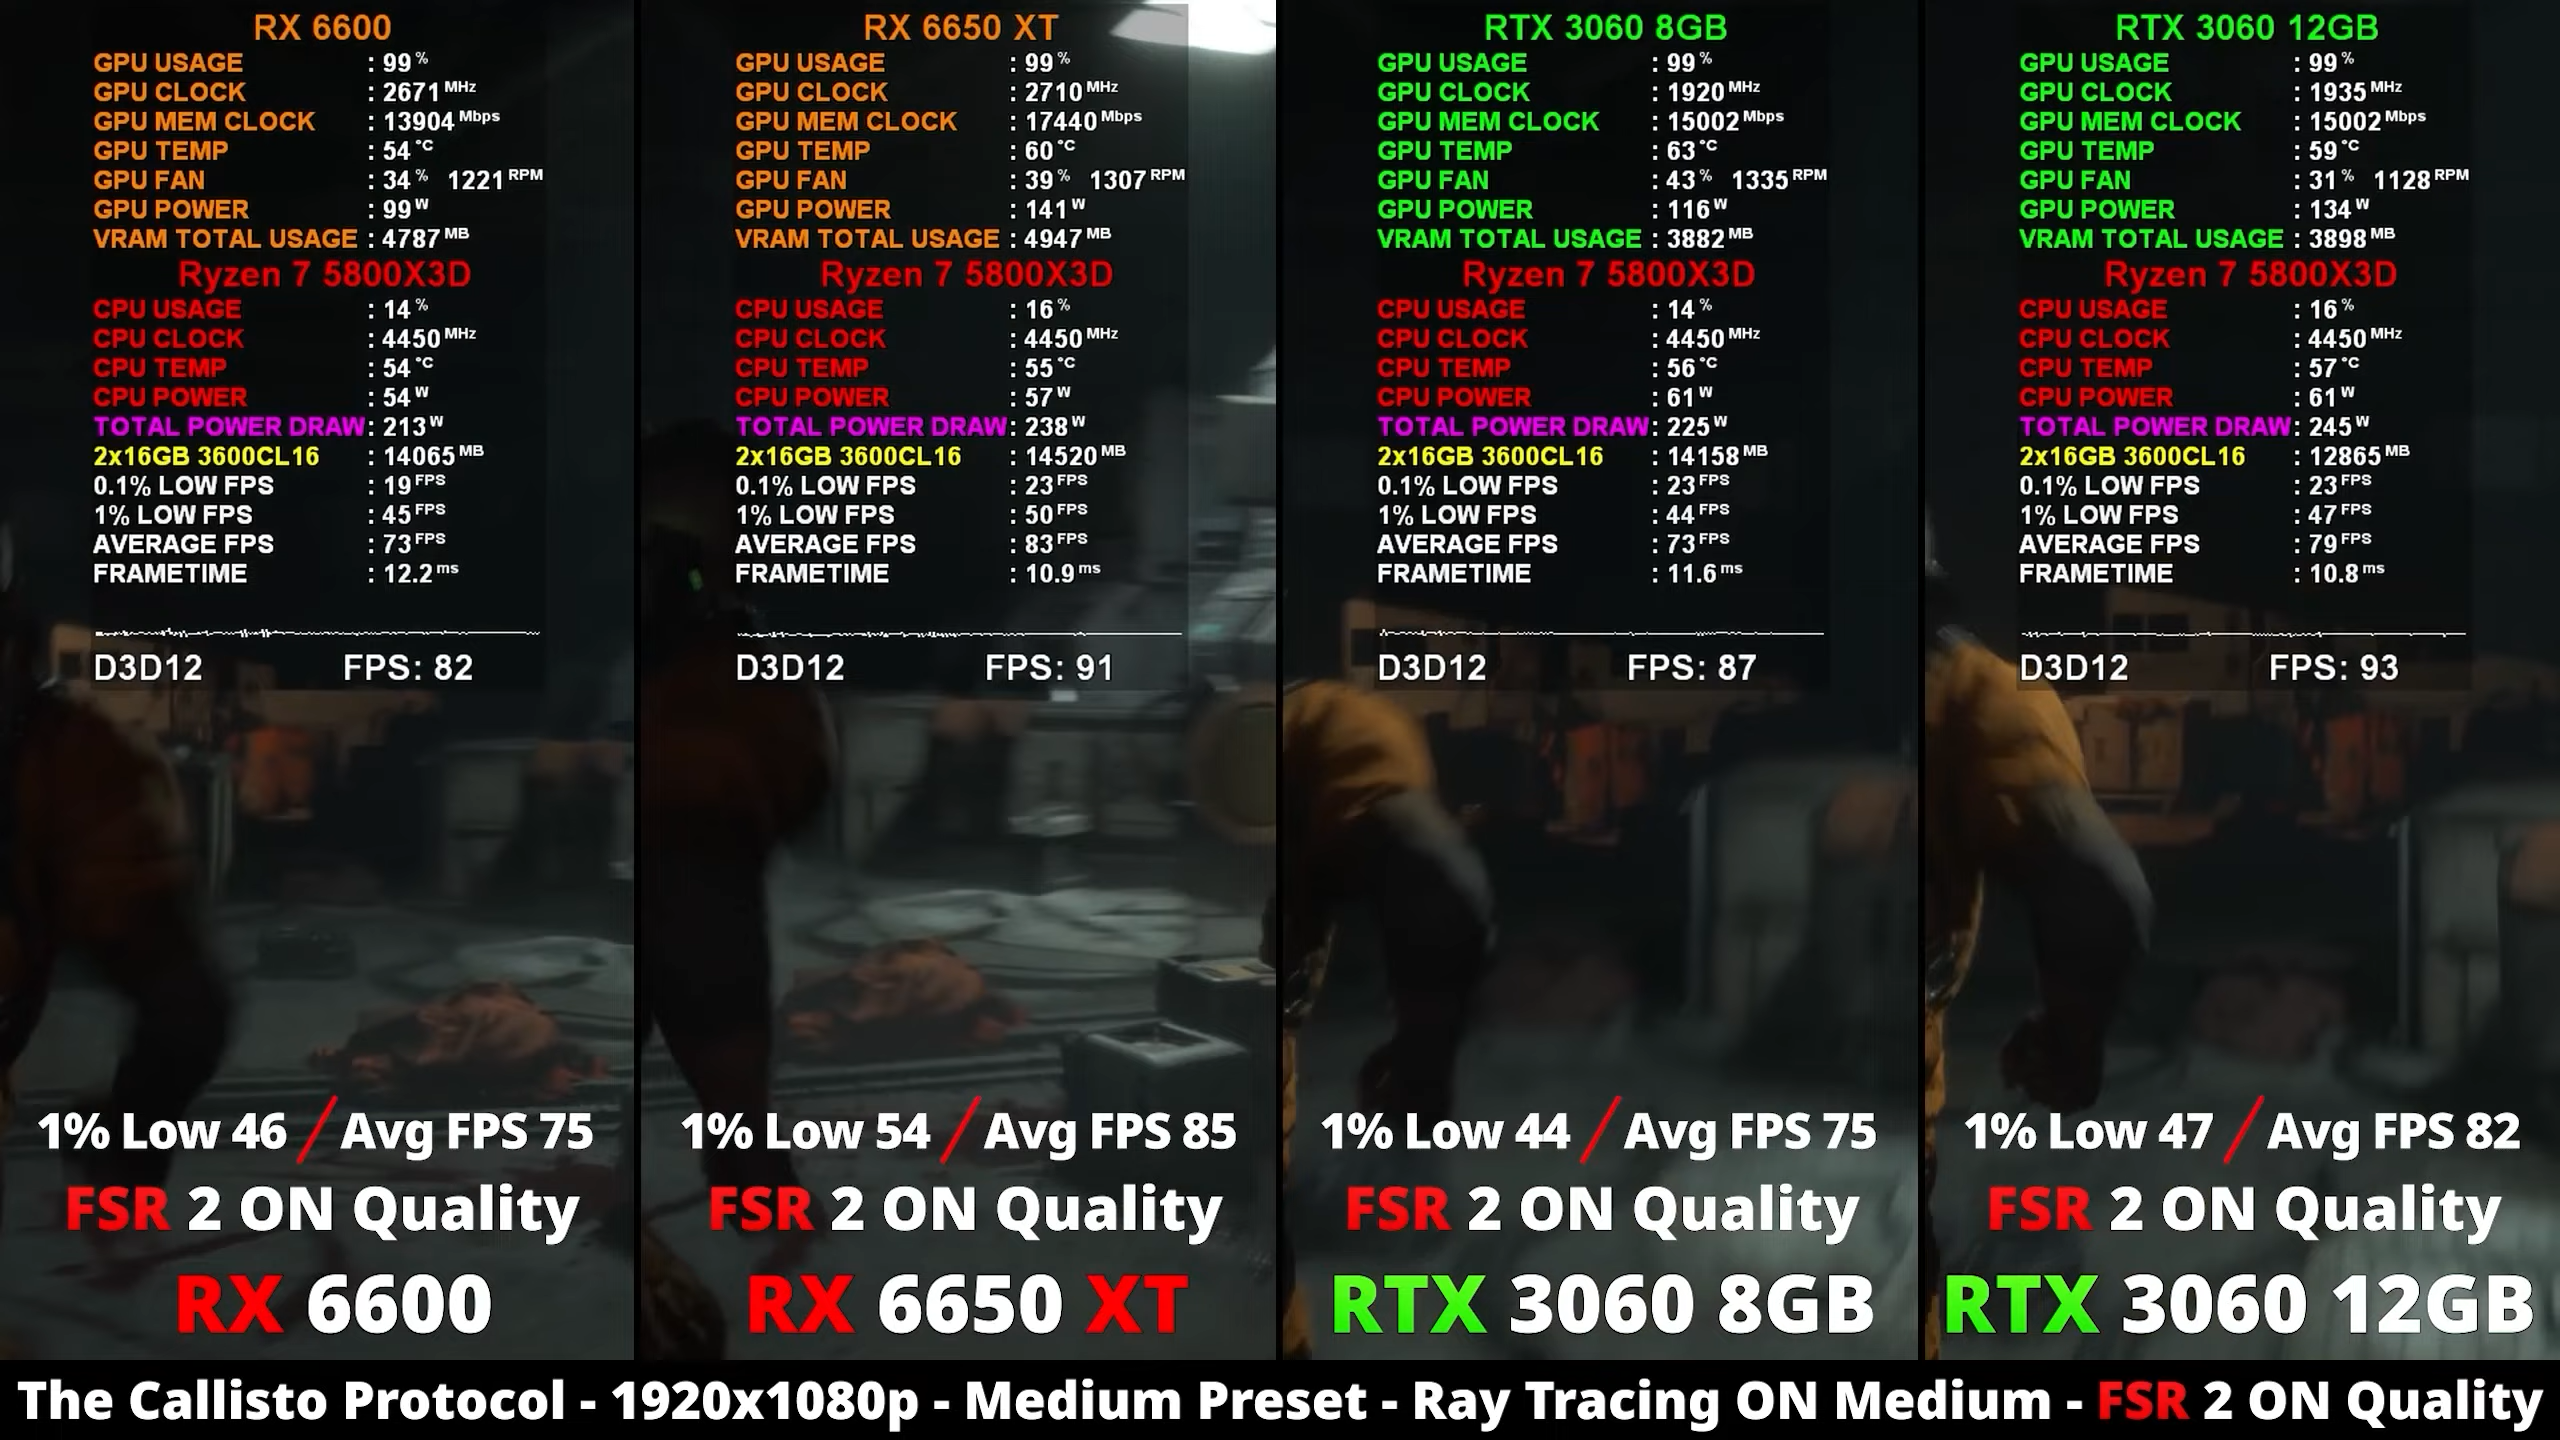 RX 6600
GPU USAGE : 99 %
GPU CLOCK : 2671 MHz
GPU MEM CLOCK : 13904 Mbps
GPU TEMP : 54 °C
GPU FAN : 34 % 1221 RPM
GPU POWER : 99 W
VRAM TOTAL USAGE : 4787 MB
Ryzen 7 5800X3D
CPU USAGE : 14 %
CPU CLOCK : 4450 MHz
CPU TEMP : 54 °C
CPU POWER : 54 W
TOTAL POWER DRAW : 213 W
2x16GB 3600CL16 : 14065 MB
0.1% LOW FPS : 19 FPS
1% LOW FPS : 45 FPS
AVERAGE FPS : 73 FPS
FRAMETIME : 12.2 ms
D3D12 FPS: 82
1% Low 46 / Avg FPS 75
FSR 2 ON Quality
RX 6600
RX 6650 XT
GPU USAGE : 99 %
GPU CLOCK : 2710 MHz
GPU MEM CLOCK : 17440 Mbps
GPU TEMP : 60 °C
GPU FAN : 39 % 1307 RPM
GPU POWER : 141 W
VRAM TOTAL USAGE : 4947 MB
Ryzen 7 5800X3D
CPU USAGE : 16 %
CPU CLOCK : 4450 MHz
CPU TEMP : 55 °C
CPU POWER : 57 W
TOTAL POWER DRAW : 238 W
2x16GB 3600CL16 : 14520 MB
0.1% LOW FPS : 23 FPS
1% LOW FPS : 50 FPS
AVERAGE FPS : 83 FPS
FRAMETIME : 10.9 ms
D3D12 FPS: 91
1% Low 54 / Avg FPS 85
FSR 2 ON Quality
RX 6650 XT
RTX 3060 8GB
GPU USAGE : 99 %
GPU CLOCK : 1920 MHz
GPU MEM CLOCK : 15002 Mbps
GPU TEMP : 63 °C
GPU FAN : 43 % 1335 RPM
GPU POWER : 116 W
VRAM TOTAL USAGE : 3882 MB
Ryzen 7 5800X3D
CPU USAGE : 14 %
CPU CLOCK : 4450 MHz
CPU TEMP : 56 °C
CPU POWER : 61 W
TOTAL POWER DRAW : 225 W
2x16GB 3600CL16 : 14158 MB
0.1% LOW FPS : 23 FPS
1% LOW FPS : 44 FPS
AVERAGE FPS : 73 FPS
FRAMETIME : 11.6 ms
D3D12 FPS: 87
1% Low 44 / Avg FPS 75
FSR 2 ON Quality
RTX 3060 8GB
RTX 3060 12GB
GPU USAGE : 99 %
GPU CLOCK : 1935 MHz
GPU MEM CLOCK : 15002 Mbps
GPU TEMP : 59 °C
GPU FAN : 31 % 1128 RPM
GPU POWER : 134 W
VRAM TOTAL USAGE : 3898 MB
Ryzen 7 5800X3D
CPU USAGE : 16 %
CPU CLOCK : 4450 MHz
CPU TEMP : 57 °C
CPU POWER : 61 W
TOTAL POWER DRAW : 245 W
2x16GB 3600CL16 : 12865 MB
0.1% LOW FPS : 23 FPS
1% LOW FPS : 47 FPS
AVERAGE FPS : 79 FPS
FRAMETIME : 10.8 ms
D3D12 FPS: 93
1% Low 47 / Avg FPS 82
FSR 2 ON Quality
RTX 3060 12GB
The Callisto Protocol - 1920x1080p - Medium Preset - Ray Tracing ON Medium - FSR 2 ON Quality